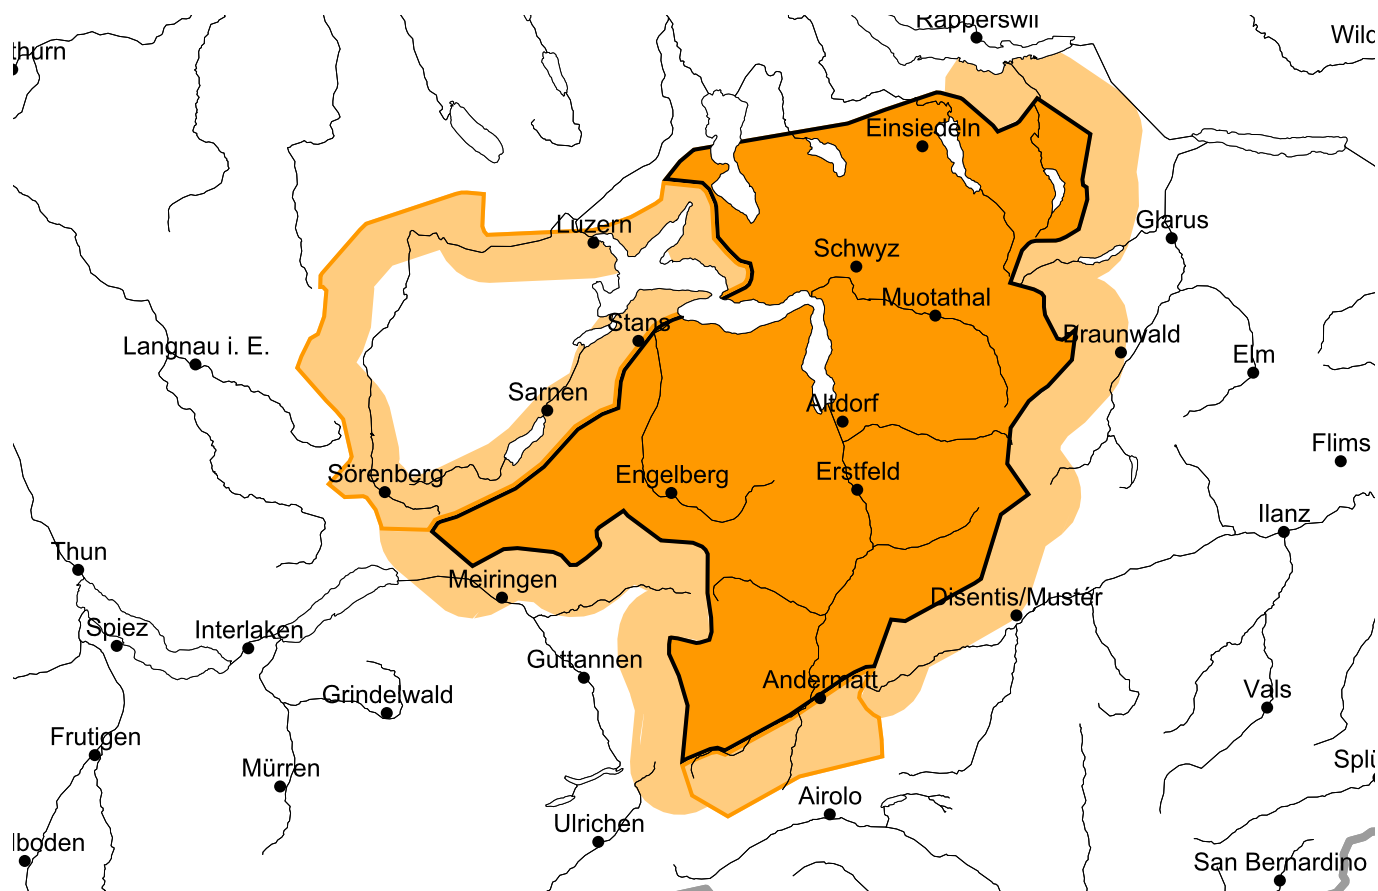 Rapperswil
thurn
Wild
Einsiedeln
Luzern
Glarus
Schwyz
Muotathal
Stans
Braunwald
Langnau i. E.
Elm
Sarnen
Altdorf
Flims
Sörenberg
Engelberg
Erstfeld
Ilanz
Thun
Meiringen
Disentis/Mustér
Spiez
Interlaken
Guttannen
Andermatt
Vals
Grindelwald
Frutigen
Mürren
Splü
Airolo
Ulrichen
lboden
San Bernardino